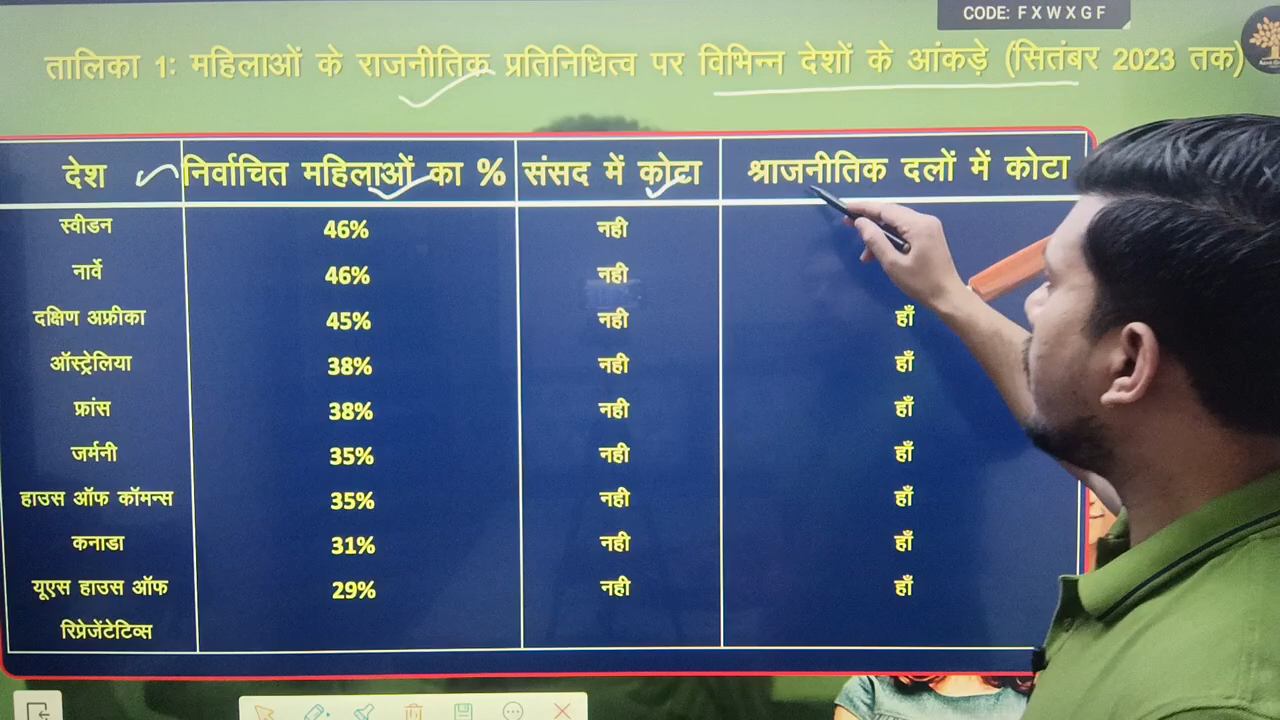 CODE: F X W X G F
तालिका 1: महिलाओं के राजनीतिक प्रतिनिधित्व पर विभिन्न देशों के आंकड़े (सितंबर 2023 तक)
देश निर्वाचित महिलाओं का % संसद में कोटा श्राजनीतिक दलों में कोटा
स्वीडन 46% नही
नार्वे 46% नही
दक्षिण अफ्रीका 45% नही हाँ
ऑस्ट्रेलिया 38% नही हाँ
फ्रांस 38% नही हाँ
जर्मनी 35% नही हाँ
हाउस ऑफ कॉमन्स 35% नही हाँ
कनाडा 31% नही हाँ
यूएस हाउस ऑफ 29% नही हाँ
रिप्रेजेंटेटिव्स